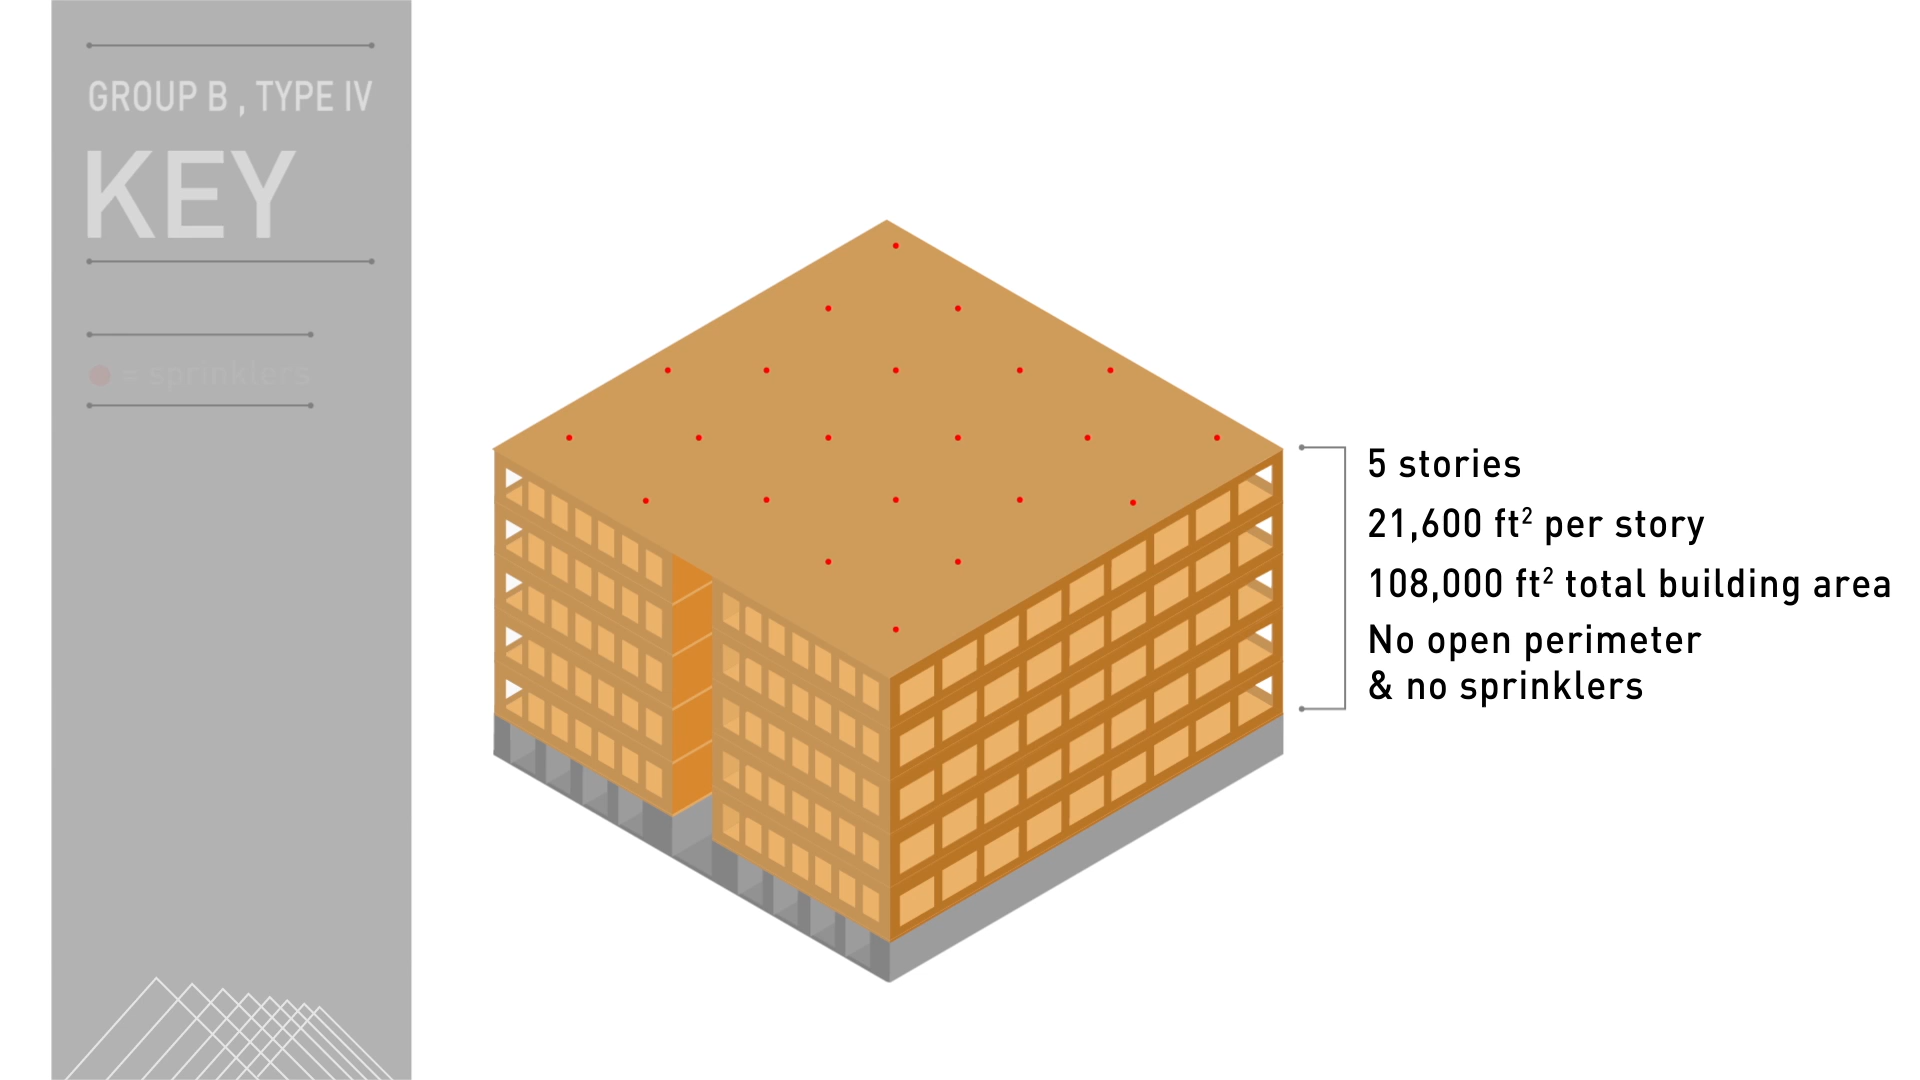 GROUP B , TYPE IV
KEY
= sprinklers
5 stories
21,600 ft² per story
108,000 ft² total building area
No open perimeter
& no sprinklers